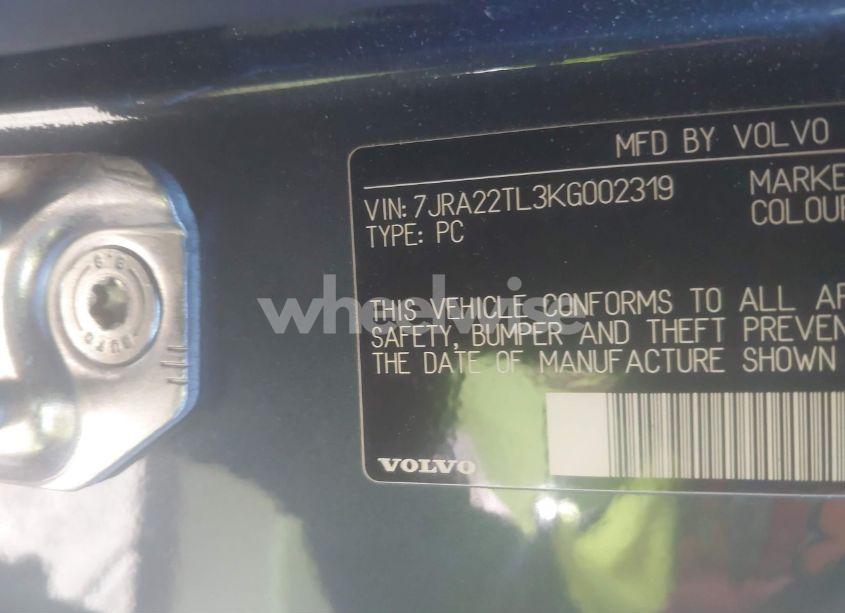 MFD BY VOLVO
VIN: 7JRA22TL3KG002319
TYPE: PC
MARKE
COLOUR
THIS VEHICLE CONFORMS TO ALL AP
SAFETY, BUMPER AND THEFT PREVEN
THE DATE OF MANUFACTURE SHOWN
VOLVO
wheelwise